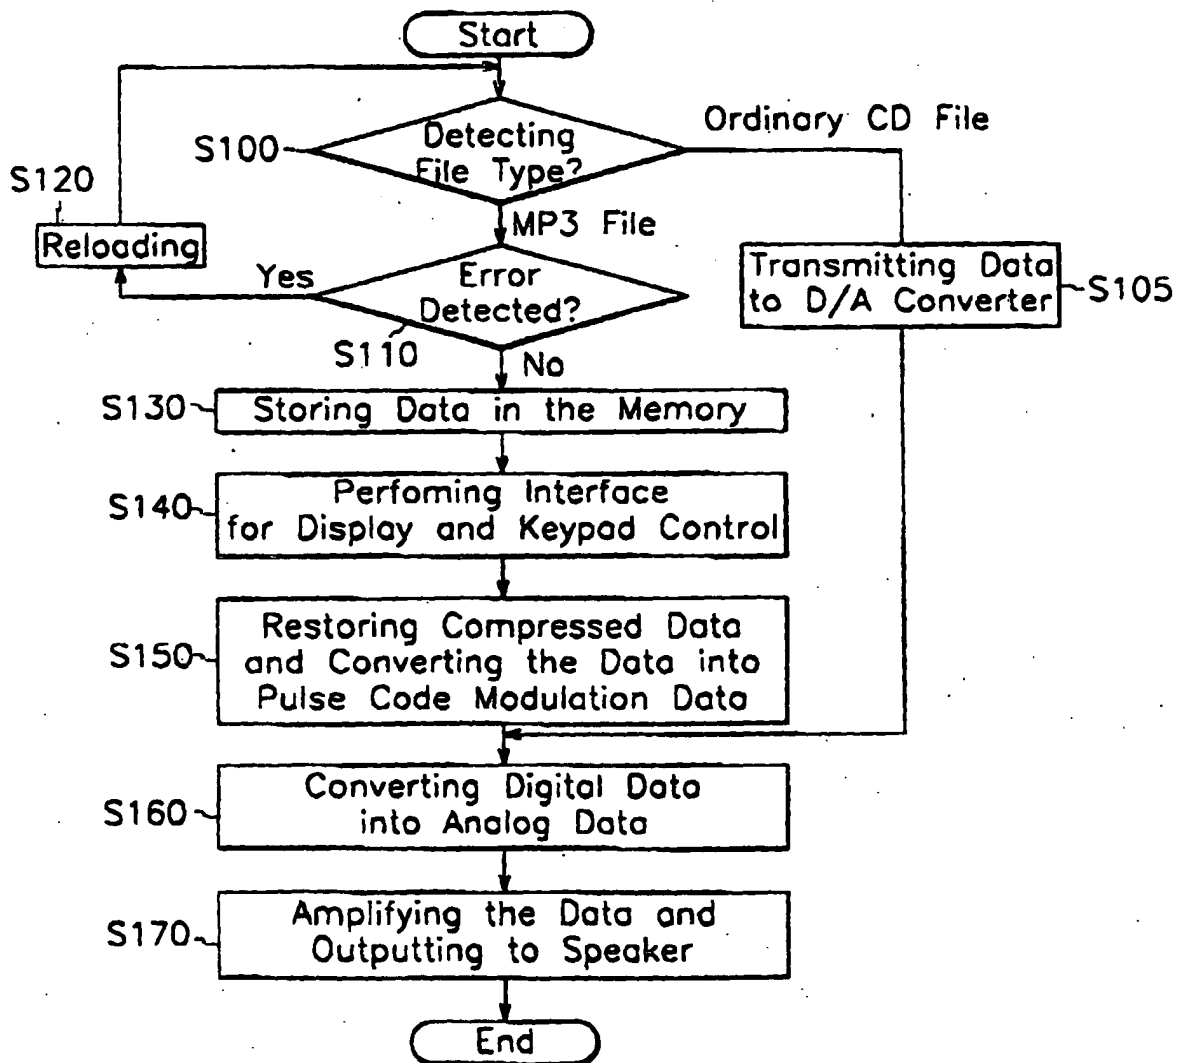 Start
Ordinary CD File
S100
Detecting
File Type?
S120
Reloading
MP3 File
Yes
Error
Detected?
S110
No
Transmitting Data
to D/A Converter
S105
S130
Storing Data in the Memory
S140
Perfoming Interface
for Display and Keypad Control
S150
Restoring Compressed Data
and Converting the Data into
Pulse Code Modulation Data
S160
Converting Digital Data
into Analog Data
S170
Amplifying the Data and
Outputting to Speaker
End